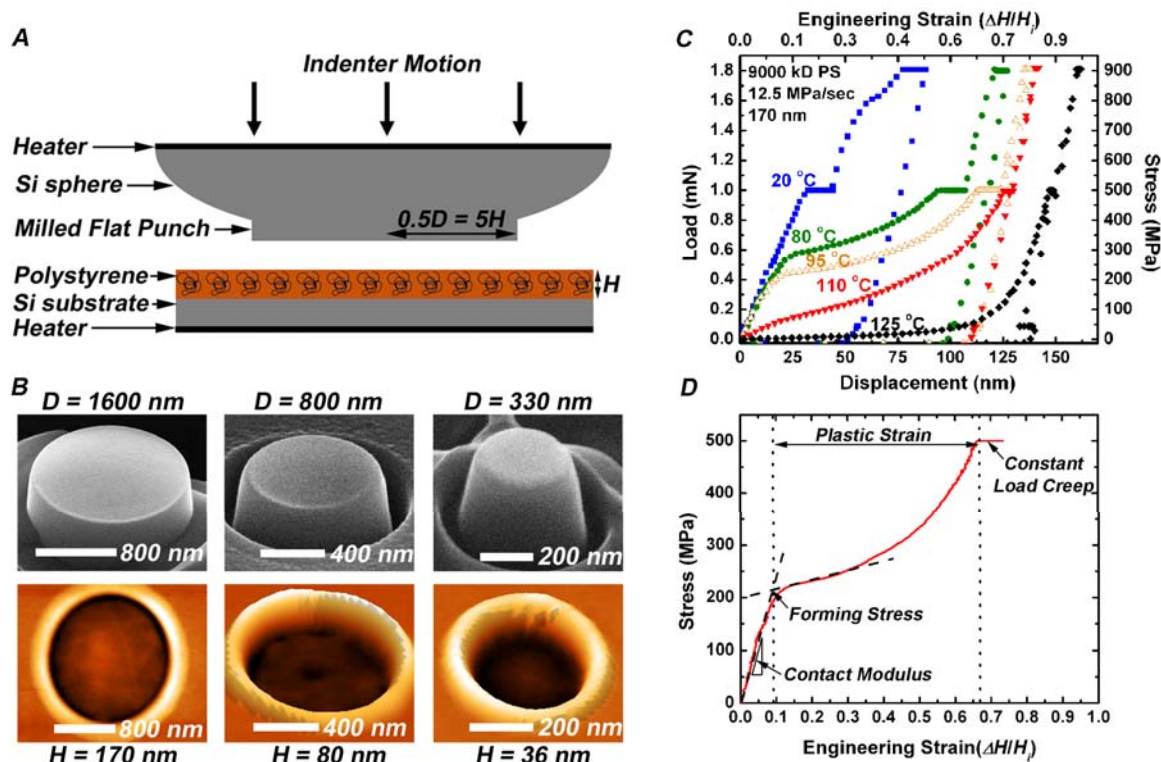 A
Indenter Motion
Heater
Si sphere
Milled Flat Punch
0.5D = 5H
Polystyrene
H
Si substrate
Heater
B
D = 1600 nm
D = 800 nm
D = 330 nm
800 nm
400 nm
200 nm
800 nm
400 nm
200 nm
H = 170 nm
H = 80 nm
H = 36 nm
C
Engineering Strain (ΔH/Hᵢ)
0.0 0.1 0.3 0.4 0.6 0.7 0.9
9000 kD PS
12.5 MPa/sec
170 nm
20 °C
80 °C
95 °C
110 °C
125 °C
Load (mN)
1.8
1.6
1.4
1.2
1.0
0.8
0.6
0.4
0.2
0.0
Stress (MPa)
900
800
700
600
500
400
300
200
100
0
0 25 50 75 100 125 150
Displacement (nm)
D
Plastic Strain
Constant
Load Creep
Forming Stress
Contact Modulus
Stress (MPa)
500
400
300
200
100
0
0.0 0.1 0.2 0.3 0.4 0.5 0.6 0.7 0.8 0.9 1.0
Engineering Strain(ΔH/Hᵢ)